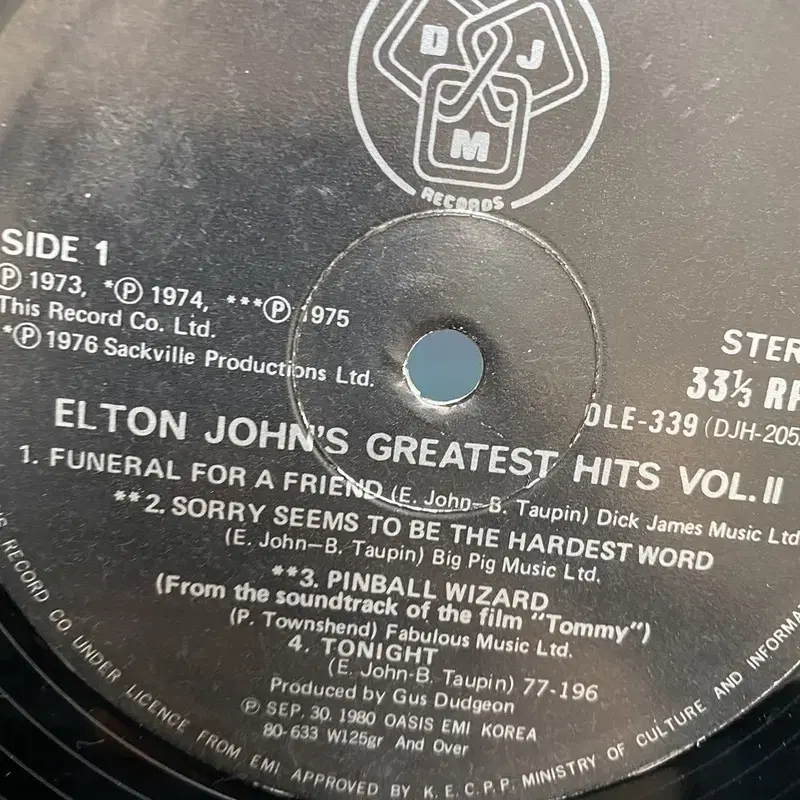 D J
M
RECORDS
SIDE 1
Ⓟ 1973, *Ⓟ 1974, ***Ⓟ 1975
This Record Co. Ltd.
*Ⓟ 1976 Sackville Productions Ltd.
STER
33⅓ RP
OLE-339 (DJH-205
ELTON JOHN'S GREATEST HITS VOL. II
1. FUNERAL FOR A FRIEND (E. John—B. Taupin) Dick James Music Ltd
**2. SORRY SEEMS TO BE THE HARDEST WORD
(E. John—B. Taupin) Big Pig Music Ltd.
**3. PINBALL WIZARD
(From the soundtrack of the film "Tommy")
(P. Townshend) Fabulous Music Ltd.
4. TONIGHT
(E. John-B. Taupin) 77-196
Produced by Gus Dudgeon
Ⓟ SEP. 30. 1980 OASIS EMI KOREA
80-633 W125gr And Over
RECORD CO. UNDER LICENCE FROM EMI, APPROVED BY K.E.C.P.P. MINISTRY OF CULTURE AND INFORMA